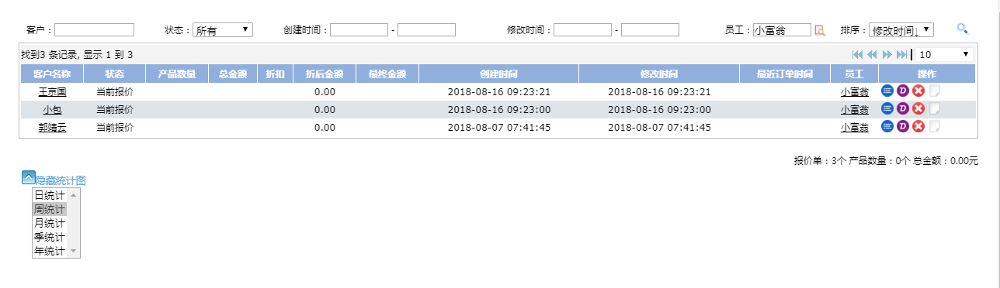 客户： 状态：所有 创建时间： - 修改时间： - 员工：小富翁 排序：修改时间↓
找到3 条记录, 显示 1 到 3 10
客户名称 状态 产品数量 总金额 折扣 折后金额 最终金额 创建时间 修改时间 最近订单时间 员工 操作
王京国 当前报价 0.00 2018-08-16 09:23:21 2018-08-16 09:23:21 小富翁 D
小包 当前报价 0.00 2018-08-16 09:23:00 2018-08-16 09:23:00 小富翁 D
郭靖云 当前报价 0.00 2018-08-07 07:41:45 2018-08-07 07:41:45 小富翁 D
报价单：3个 产品数量：0个 总金额：0.00元
隐藏统计图
日统计
周统计
月统计
季统计
年统计